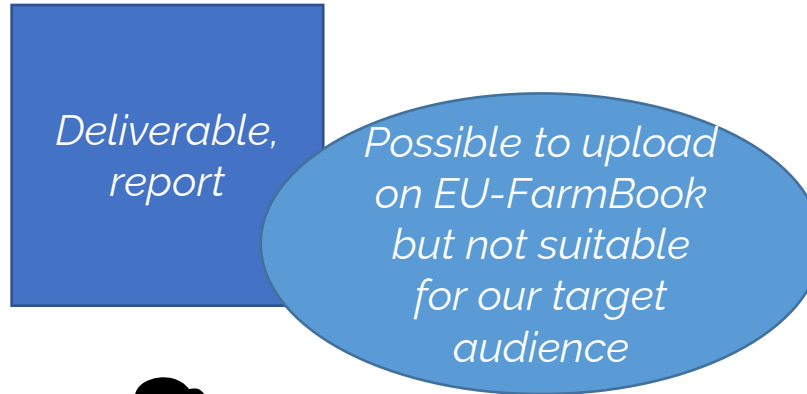 Deliverable,
report
Possible to upload
on EU-FarmBook
but not suitable
for our target
audience